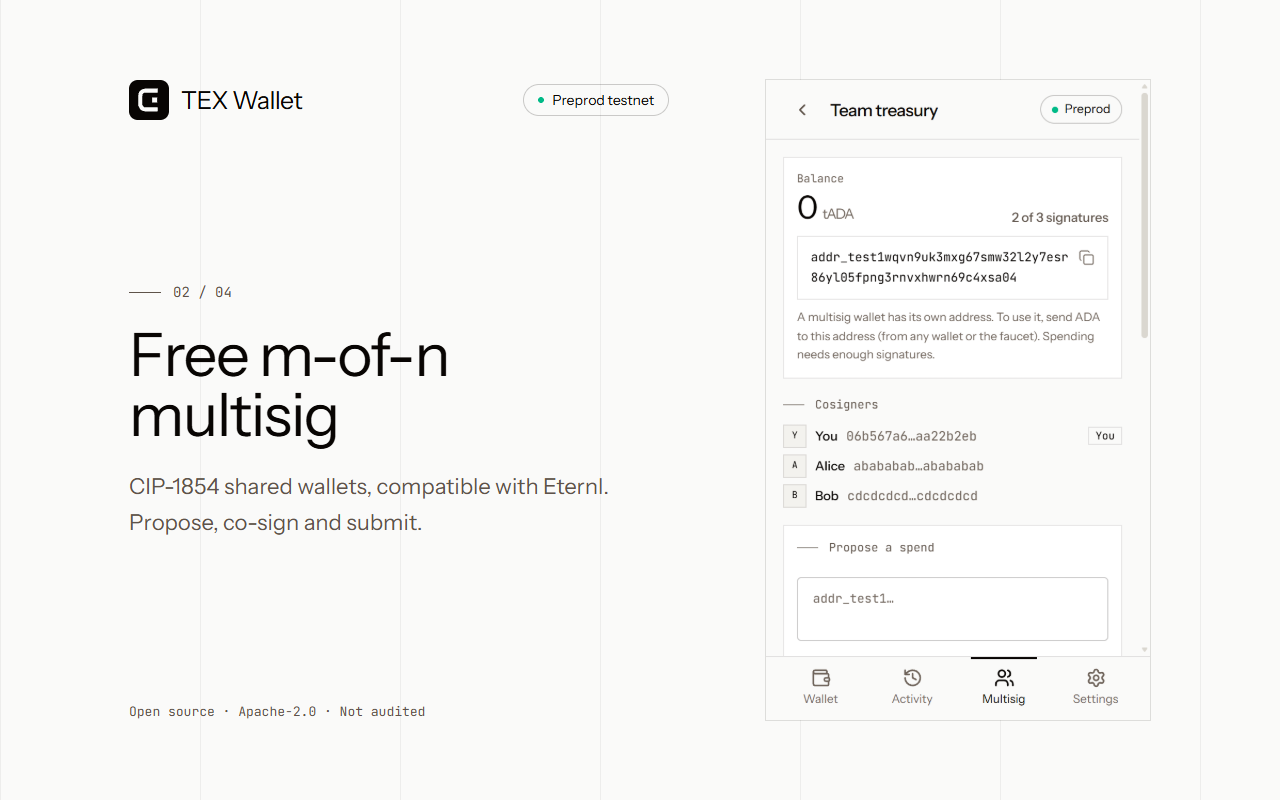 TEX Wallet
Preprod testnet
02 / 04
Free m-of-n
multisig
CIP-1854 shared wallets, compatible with Eternl.
Propose, co-sign and submit.
Open source · Apache-2.0 · Not audited
Team treasury
Preprod
Balance
0 tADA
2 of 3 signatures
addr_test1wqvn9uk3mxg67smw32l2y7esr
86yl05fpng3rnvxhwrn69c4xsa04
A multisig wallet has its own address. To use it, send ADA
to this address (from any wallet or the faucet). Spending
needs enough signatures.
Cosigners
Y You 06b567a6…aa22b2eb You
A Alice abababab…abababab
B Bob cdcdcdcd…cdcdcdcd
Propose a spend
addr_test1…
Wallet
Activity
Multisig
Settings